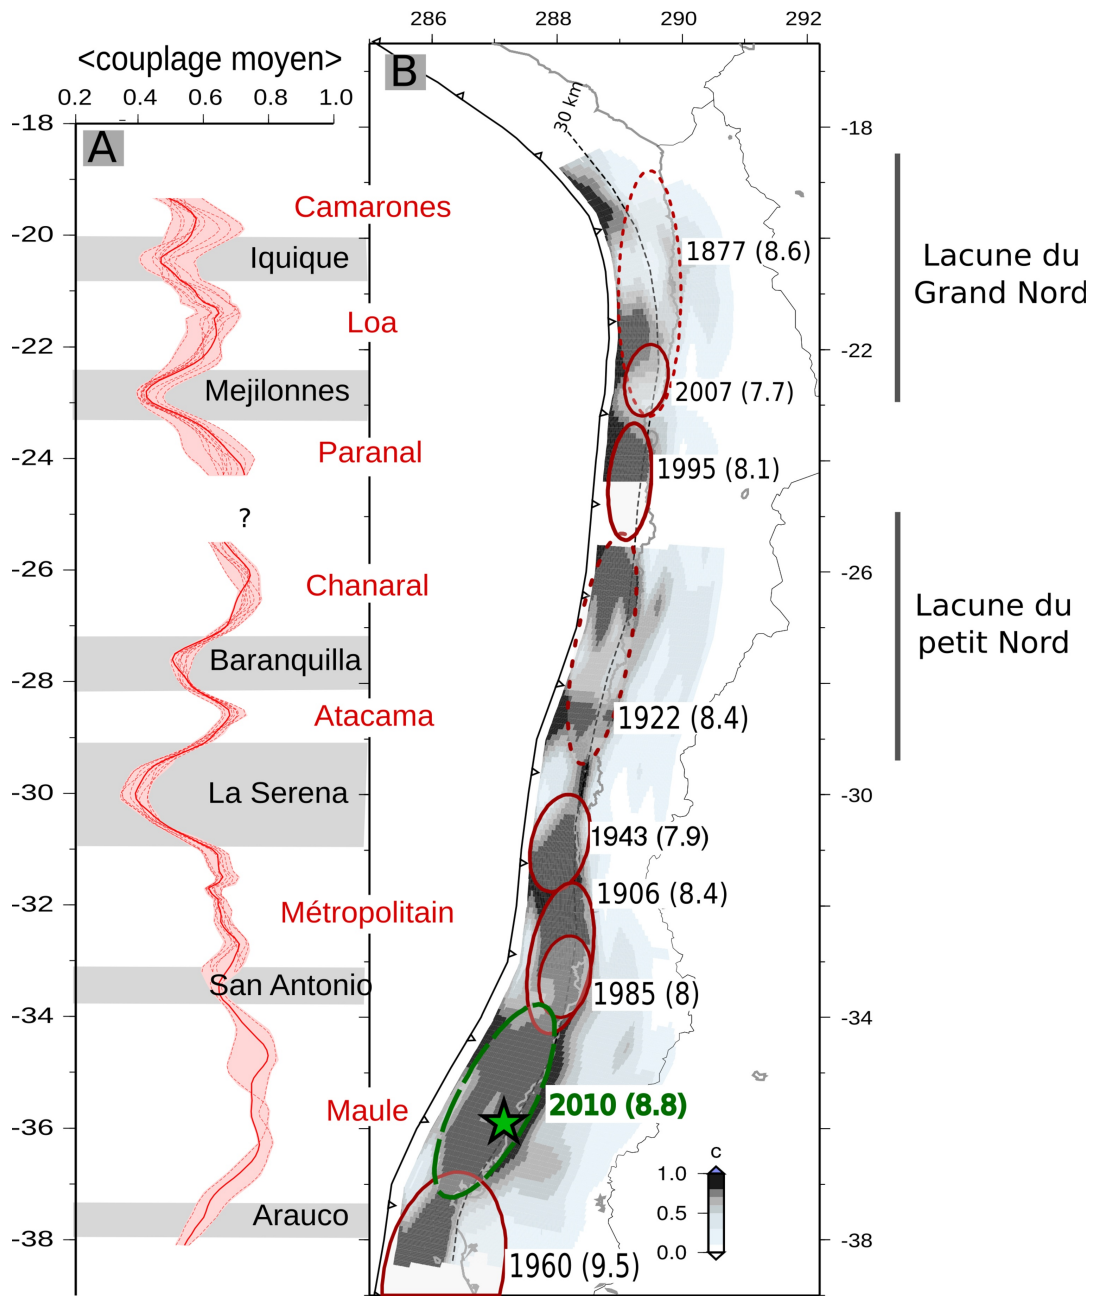 <couplage moyen>
0.2 0.4 0.6 0.8 1.0
286 288 290 292
A
B
-18
-20
-22
-24
-26
-28
-30
-32
-34
-36
-38
Camarones
Iquique
Loa
Mejilonnes
Paranal
?
Chanaral
Baranquilla
Atacama
La Serena
Métropolitain
San Antonio
Maule
Arauco
30 km
1877 (8.6)
2007 (7.7)
1995 (8.1)
1922 (8.4)
1943 (7.9)
1906 (8.4)
1985 (8)
2010 (8.8)
1960 (9.5)
c
1.0
0.5
0.0
-18
-22
-26
-30
-34
-38
Lacune du
Grand Nord
Lacune du
petit Nord